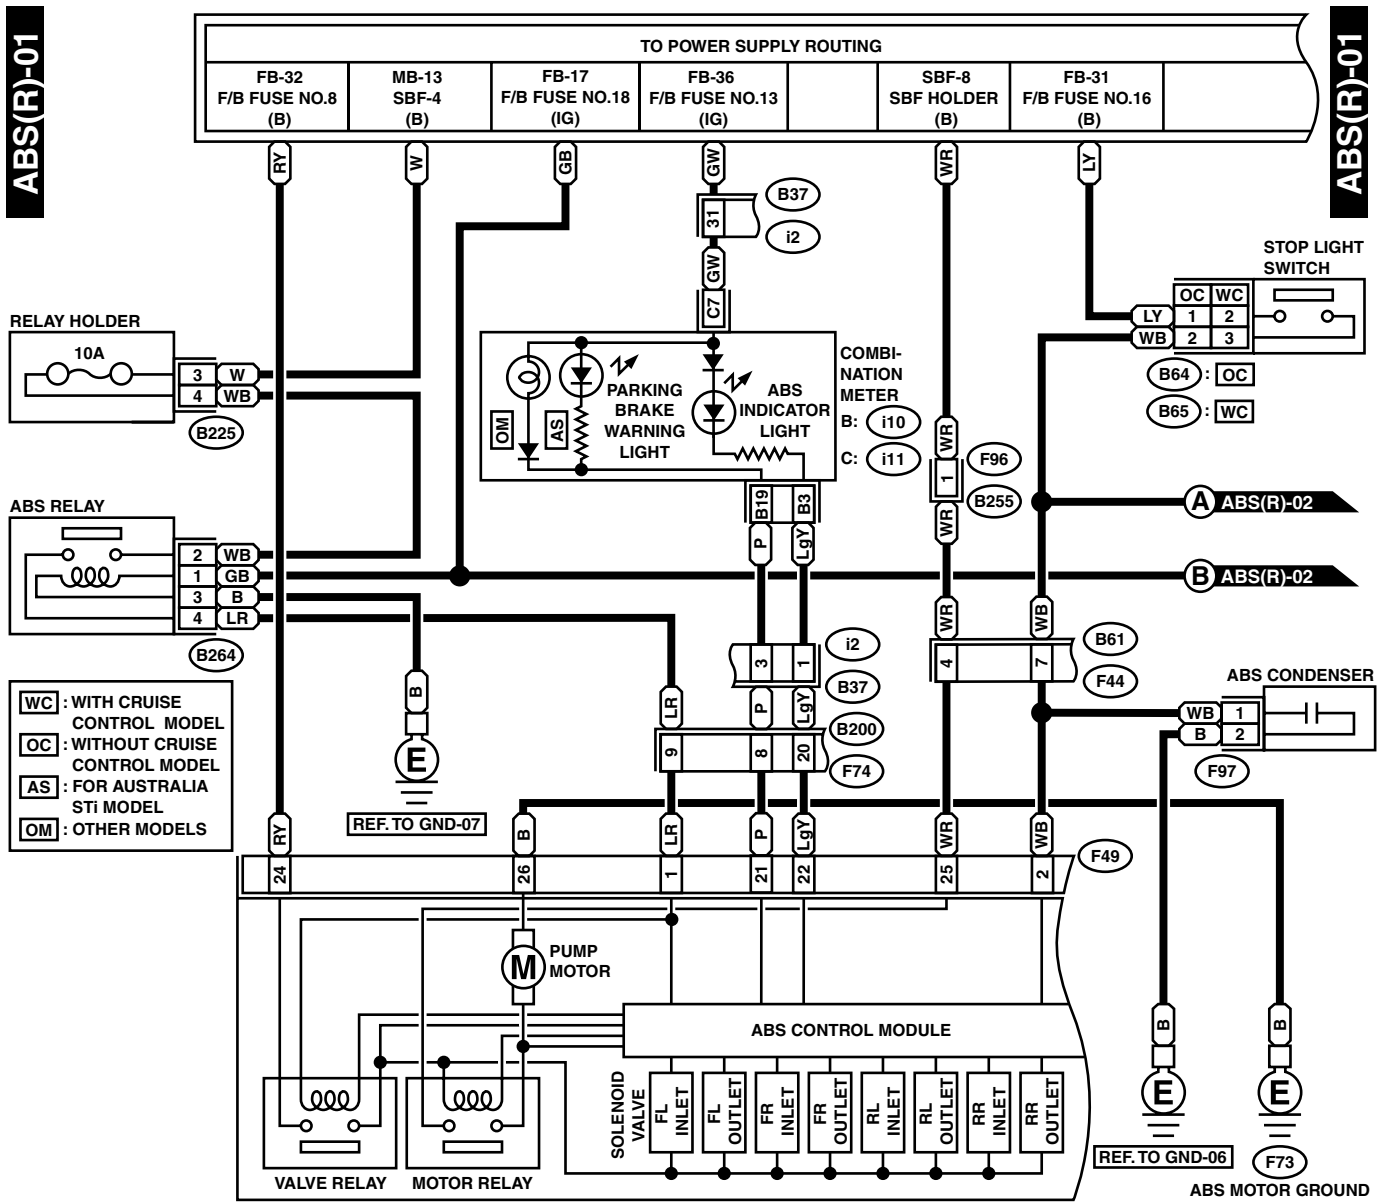 ABS(R)-01
ABS(R)-01
TO POWER SUPPLY ROUTING
FB-32
F/B FUSE NO.8
(B)
MB-13
SBF-4
(B)
FB-17
F/B FUSE NO.18
(IG)
FB-36
F/B FUSE NO.13
(IG)
SBF-8
SBF HOLDER
(B)
FB-31
F/B FUSE NO.16
(B)
RY
W
GB
GW
WR
LY
31
B37
i2
GW
C7
STOP LIGHT
SWITCH
OC WC
LY 1 2
WB 2 3
B64 : OC
B65 : WC
RELAY HOLDER
10A
3 W
4 WB
B225
PARKING
BRAKE
WARNING
LIGHT
OM
AS
ABS
INDICATOR
LIGHT
COMBI-
NATION
METER
B: i10
C: i11
B19
B3
P
LgY
WR
1
F96
B255
WR
A ABS(R)-02
B ABS(R)-02
ABS RELAY
2 WB
1 GB
3 B
4 LR
B264
WR
WB
4
7
B61
F44
3
1
i2
B37
B
E
REF. TO GND-07
LR
P
LgY
9
8
20
B200
F74
WC : WITH CRUISE
CONTROL MODEL
OC : WITHOUT CRUISE
CONTROL MODEL
AS : FOR AUSTRALIA
STi MODEL
OM : OTHER MODELS
ABS CONDENSER
WB 1
B 2
F97
RY
B
LR
P
LgY
WR
WB
24
26
1
21
22
25
2
F49
M
PUMP
MOTOR
ABS CONTROL MODULE
SOLENOID
VALVE
FL
INLET
FL
OUTLET
FR
INLET
FR
OUTLET
RL
INLET
RL
OUTLET
RR
INLET
RR
OUTLET
VALVE RELAY
MOTOR RELAY
B
E
REF. TO GND-06
B
E
F73
ABS MOTOR GROUND